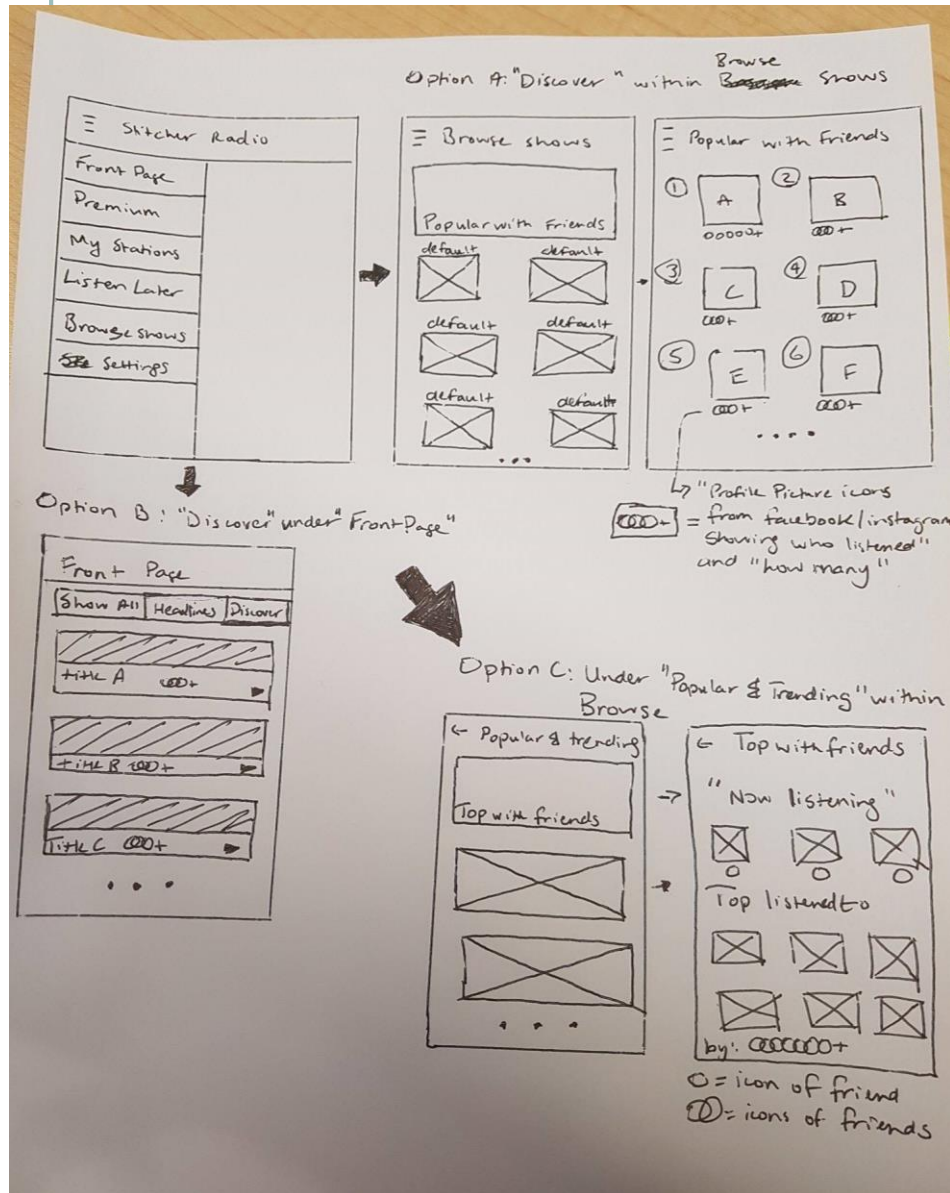 Option A: "Discover" within Browse shows
Stitcher Radio
Front Page
Premium
My Stations
Listen Later
Browse shows
Settings
Browse shows
Popular with Friends
default default
default default
default default
...
Popular with Friends
① A ② B
③ C ④ D
⑤ E ⑥ F
....
"Profile Picture icons
= from facebook/instagram
showing who listened"
and "how many"
Option B: "Discover" under "Front Page"
Front Page
Show All Headlines Discover
title A
title B
Title C
...
Option C: Under "Popular & Trending" within
Browse
← Popular & trending
Top with friends
...
← Top with friends
"Now listening"
Top listened to
by:
O = icon of friend
= icons of friends